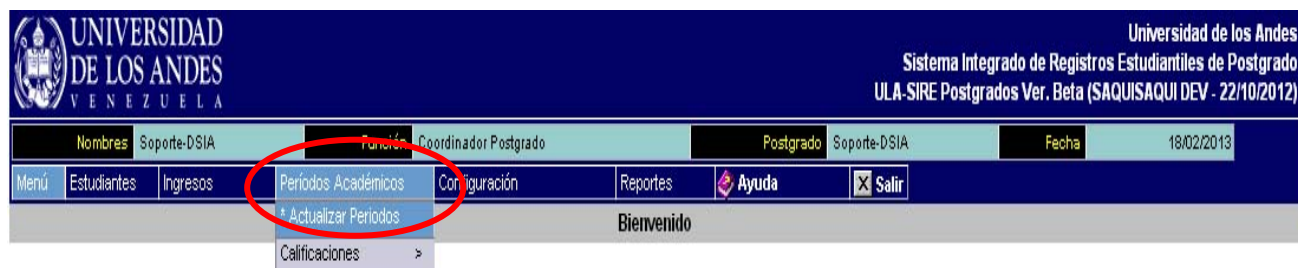 UNIVERSIDAD
DE LOS ANDES
VENEZUELA
Universidad de los Andes
Sistema Integrado de Registros Estudiantiles de Postgrado
ULA-SIRE Postgrados Ver. Beta (SAQUISAQUI DEV - 22/10/2012)
Nombres Soporte-DSIA Función Coordinador Postgrado Postgrado Soporte-DSIA Fecha 18/02/2013
Menú Estudiantes Ingresos Períodos Académicos Configuración Reportes Ayuda X Salir
* Actualizar Periodos Bienvenido
Calificaciones >